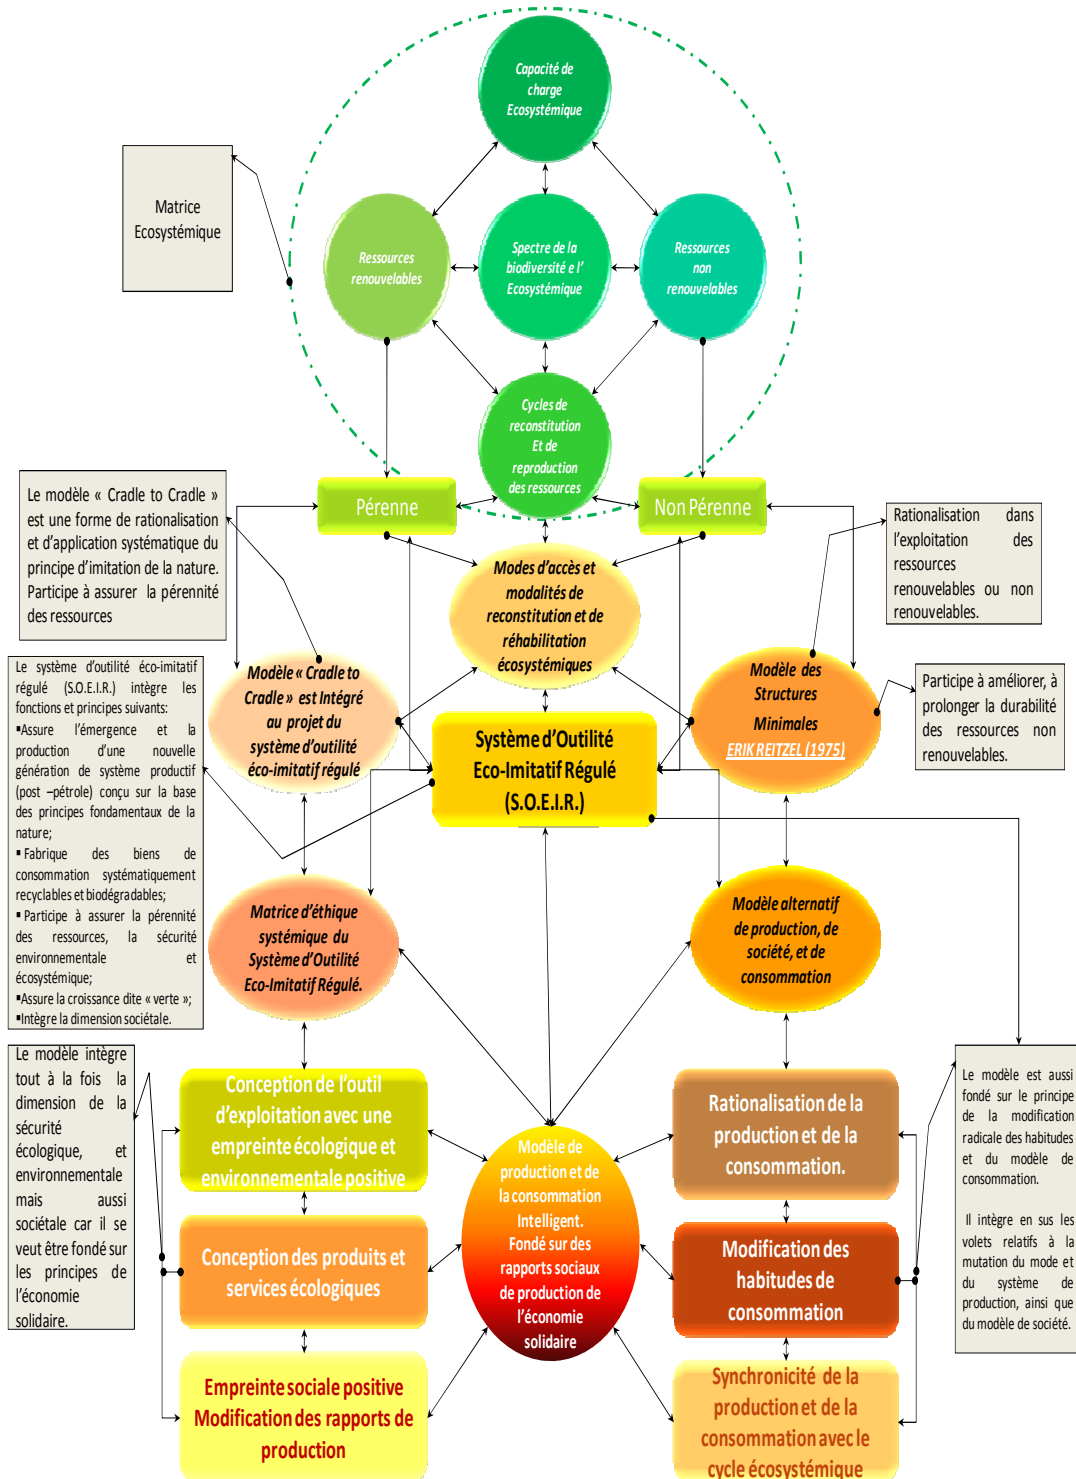 Capacité de
charge
Ecosystémique
Matrice
Ecosystémique
Ressources
renouvelables
Spectre de la
biodiversité e l'
Ecosystémique
Ressources
non
renouvelables
Cycles de
reconstitution
Et de
reproduction
des ressources
Pérenne
Non Pérenne
Le modèle « Cradle to Cradle »
est une forme de rationalisation
et d'application systématique du
principe d'imitation de la nature.
Participe à assurer la pérennité
des ressources
Rationalisation dans
l'exploitation des
ressources
renouvelables ou non
renouvelables.
Modes d'accès et
modalités de
reconstitution et de
réhabilitation
écosystémiques
Modèle « Cradle to
Cradle » est Intégré
au projet du
système d'outilité
éco-imitatif régulé
Modèle des
Structures
Minimales
ERIK REITZEL (1975)
Participe à améliorer, à
prolonger la durabilité
des ressources non
renouvelables.
Le système d'outilité éco-imitatif
régulé (S.O.E.I.R.) intègre les
fonctions et principes suivants:
▪Assure l'émergence et la
production d'une nouvelle
génération de système productif
(post –pétrole) conçu sur la base
des principes fondamentaux de la
nature;
▪ Fabrique des biens de
consommation systématiquement
recyclables et biodégradables;
▪ Participe à assurer la pérennité
des ressources, la sécurité
environnementale et
écosystémique;
▪Assure la croissance dite « verte »;
▪Intègre la dimension sociétale.
Système d'Outilité
Eco-Imitatif Régulé
(S.O.E.I.R.)
Matrice d'éthique
systémique du
Système d'Outilité
Eco-Imitatif Régulé.
Modèle alternatif
de production, de
société, et de
consommation
Le modèle intègre
tout à la fois la
dimension de la
sécurité
écologique, et
environnementale
mais aussi
sociétale car il se
veut être fondé sur
les principes de
l'économie
solidaire.
Conception de l'outil
d'exploitation avec une
empreinte écologique et
environnementale positive
Conception des produits et
services écologiques
Empreinte sociale positive
Modification des rapports de
production
Modèle de
production et de
la consommation
Intelligent.
Fondé sur des
rapports sociaux
de production de
l'économie
solidaire
Rationalisation de la
production et de la
consommation.
Modification des
habitudes de
consommation
Synchronicité de la
production et de la
consommation avec le
cycle écosystémique
Le modèle est aussi
fondé sur le principe
de la modification
radicale des habitudes
et du modèle de
consommation.
Il intègre en sus les
volets relatifs à la
mutation du mode et
du système de
production, ainsi que
du modèle de société.